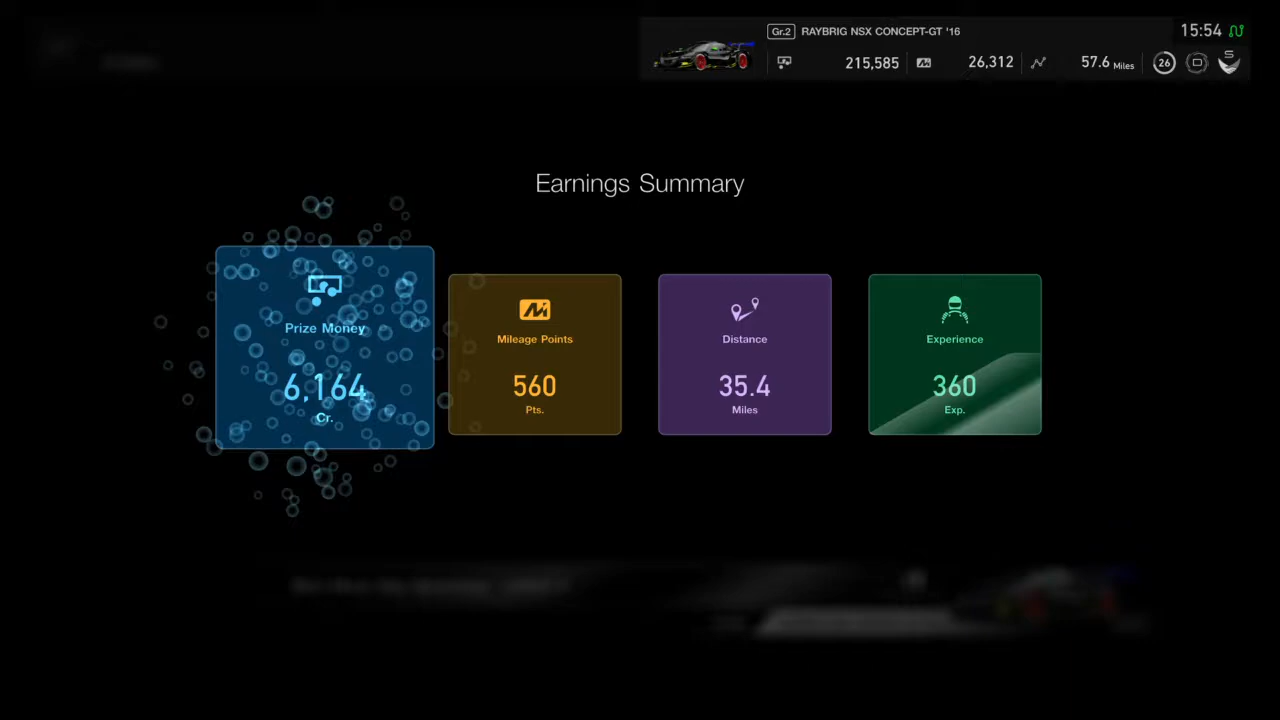 Gr.2 RAYBRIG NSX CONCEPT-GT '16 15:54
215,585 26,312 57.6 Miles 26 S
Earnings Summary
Prize Money
6,164
Cr.
Mileage Points
560
Pts.
Distance
35.4
Miles
Experience
360
Exp.